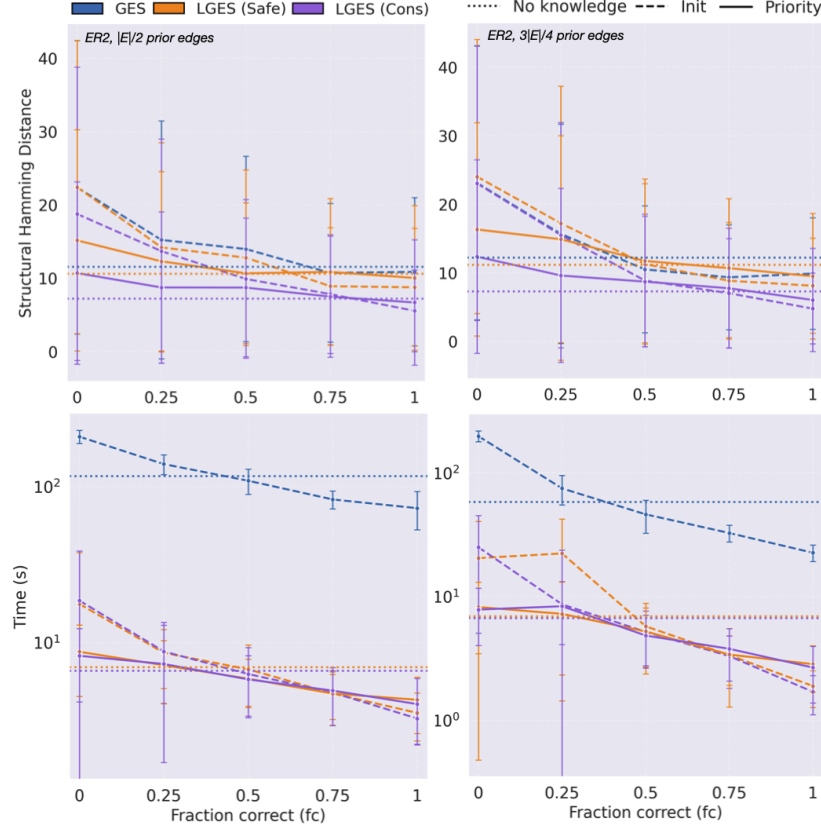 GES LGES (Safe) LGES (Cons) No knowledge Init Priority
ER2, |E|/2 prior edges
ER2, 3|E|/4 prior edges
Structural Hamming Distance
40
30
20
10
0
0 0.25 0.5 0.75 1
40
30
20
10
0
0 0.25 0.5 0.75 1
Time (s)
10²
10¹
0 0.25 0.5 0.75 1
Fraction correct (fc)
10²
10¹
10⁰
0 0.25 0.5 0.75 1
Fraction correct (fc)